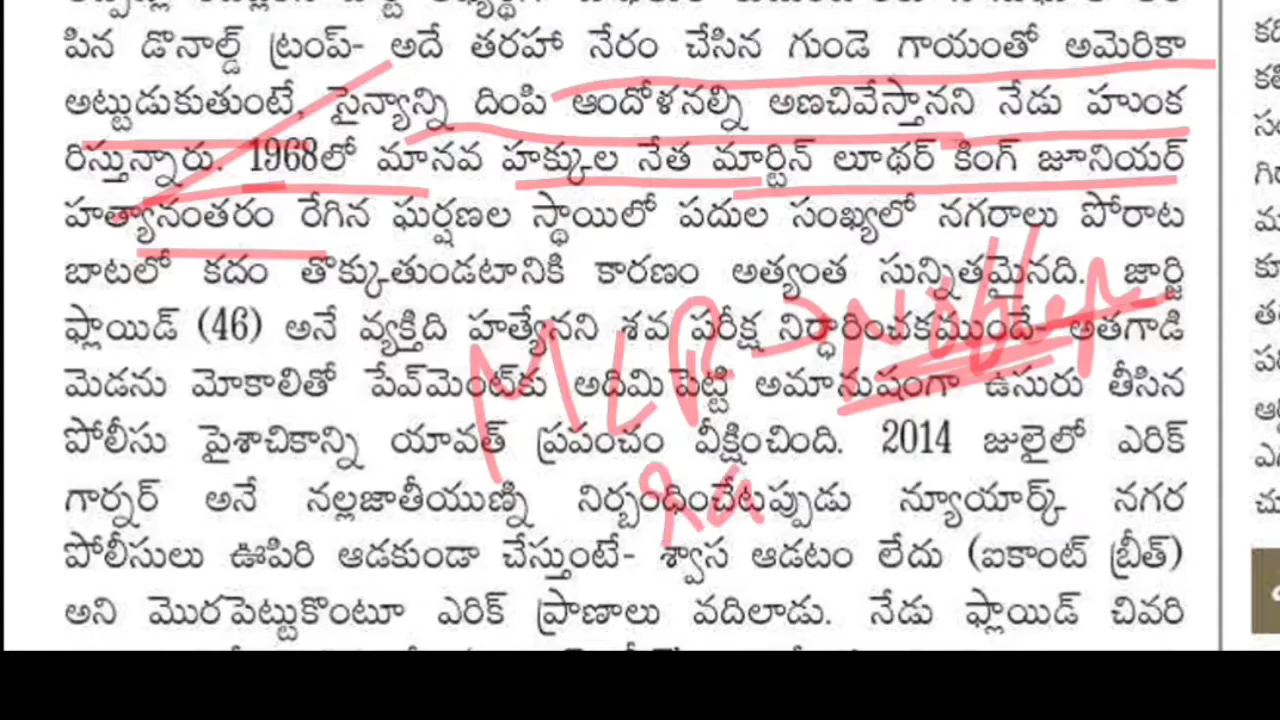 పిన డొనాల్డ్ ట్రంప్- అదే తరహా నేరం చేసిన గుండె గాయంతో అమెరికా
అట్టుడుకుతుంటే, సైన్యాన్ని దింపి ఆందోళనల్ని అణచివేస్తానని నేడు హుంక
రిస్తున్నారు. 1968లో మానవ హక్కుల నేత మార్టిన్ లూథర్ కింగ్ జూనియర్
హత్యానంతరం రేగిన ఘర్షణల స్థాయిలో పదుల సంఖ్యలో నగరాలు పోరాట
బాటలో కదం తొక్కుతుండటానికి కారణం అత్యంత సున్నితమైనది. జార్జి
ఫ్లాయిడ్ (46) అనే వ్యక్తిది హత్యేనని శవ పరీక్ష నిర్ధారించకముందే- అతగాడి
మెడను మోకాలితో పేవ్‌మెంట్‌కు అదిమిపెట్టి అమానుషంగా ఉసురు తీసిన
పోలీసు పైశాచికాన్ని యావత్ ప్రపంచం వీక్షించింది. 2014 జులైలో ఎరిక్
గార్నర్ అనే నల్లజాతీయుణ్ని నిర్బంధించేటప్పుడు న్యూయార్క్ నగర
పోలీసులు ఊపిరి ఆడకుండా చేస్తుంటే- శ్వాస ఆడటం లేదు (ఐకాంట్ బ్రీత్)
అని మొరపెట్టుకొంటూ ఎరిక్ ప్రాణాలు వదిలాడు. నేడు ఫ్లాయిడ్ చివరి